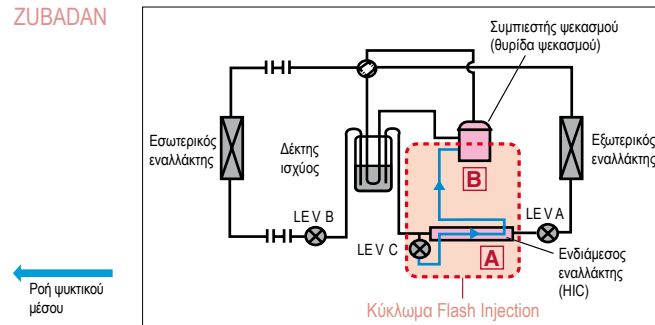 ZUBADAN
Συμπιεστής ψεκασμού
(θυρίδα ψεκασμού)
Εσωτερικός
εναλλάκτης
Δέκτης
ισχύος
Εξωτερικός
εναλλάκτης
B
LEV B
LEV A
LEV C
A
Ενδιάμεσος
εναλλάκτης
(HIC)
Ροή ψυκτικού
μέσου
Κύκλωμα Flash Injection